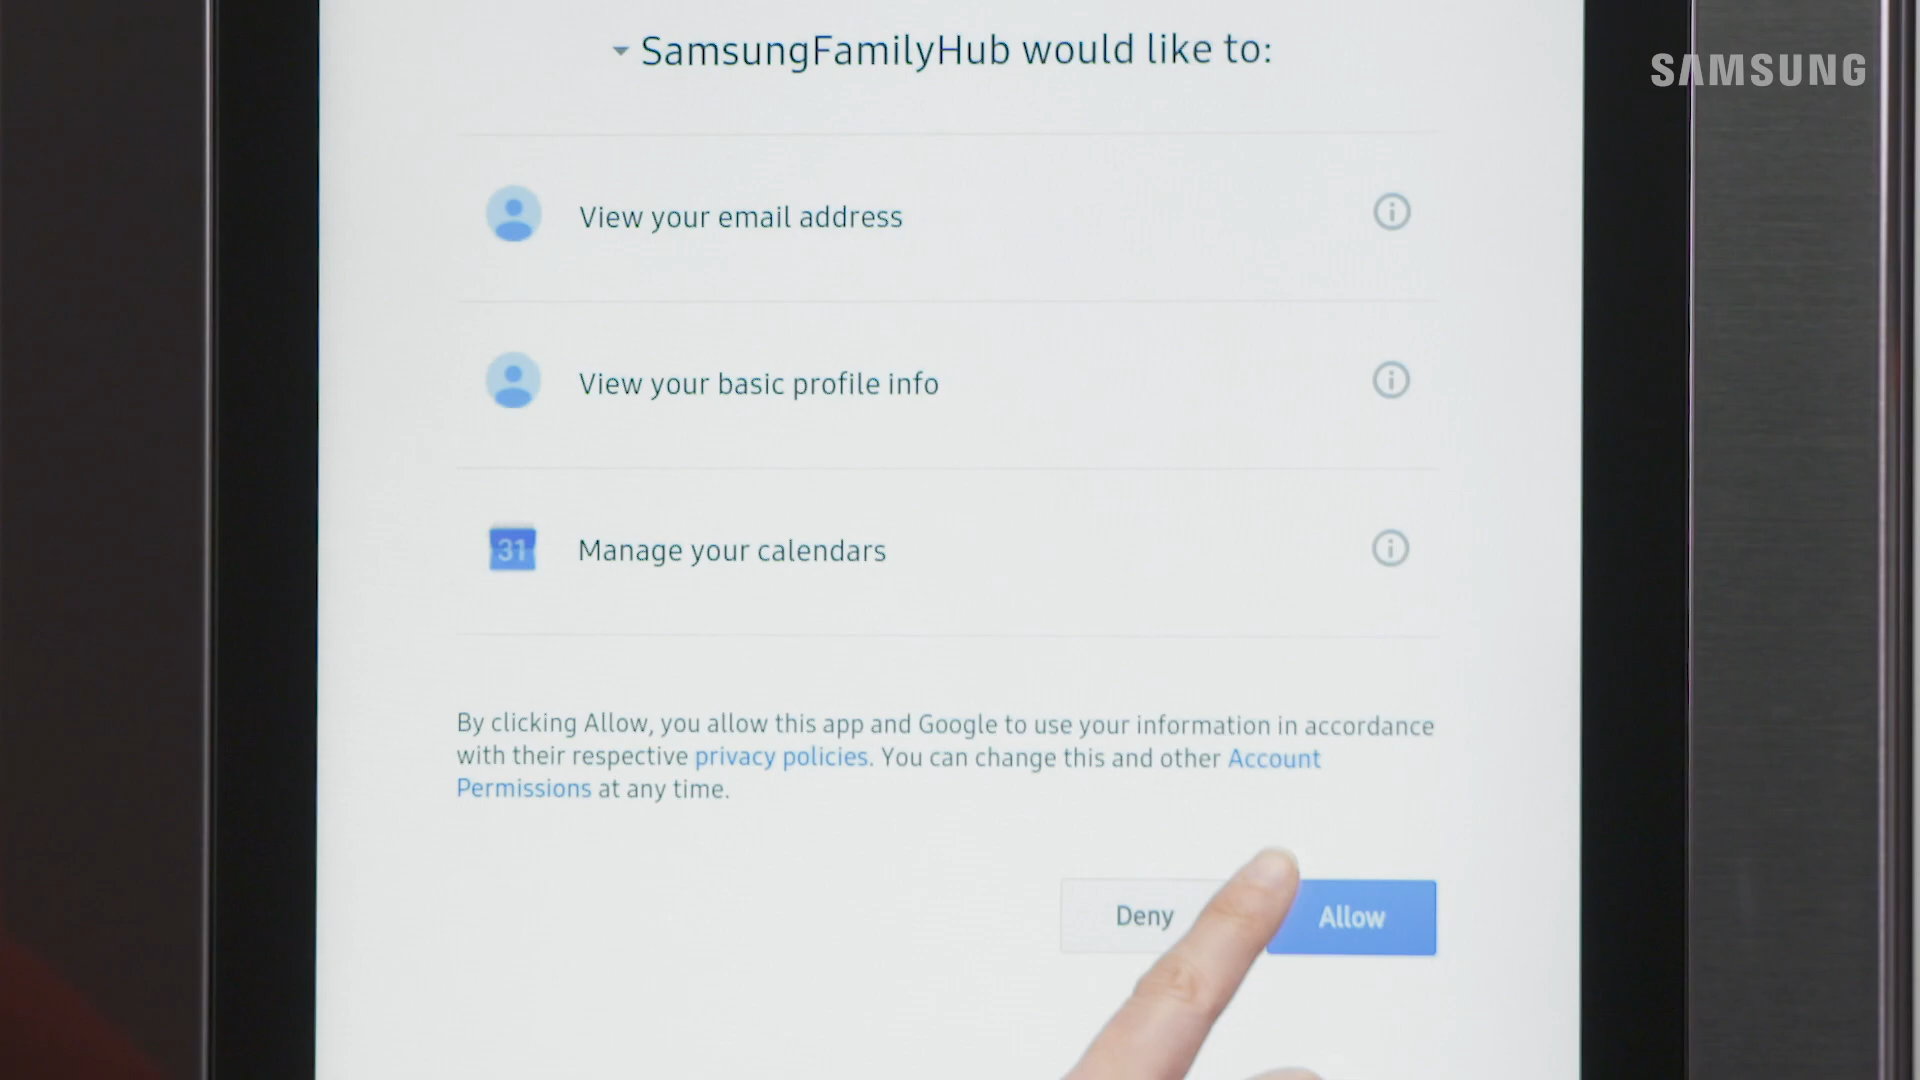 SamsungFamilyHub would like to:
SAMSUNG
View your email address
View your basic profile info
31
Manage your calendars
By clicking Allow, you allow this app and Google to use your information in accordance
with their respective privacy policies. You can change this and other Account
Permissions at any time.
Deny
Allow